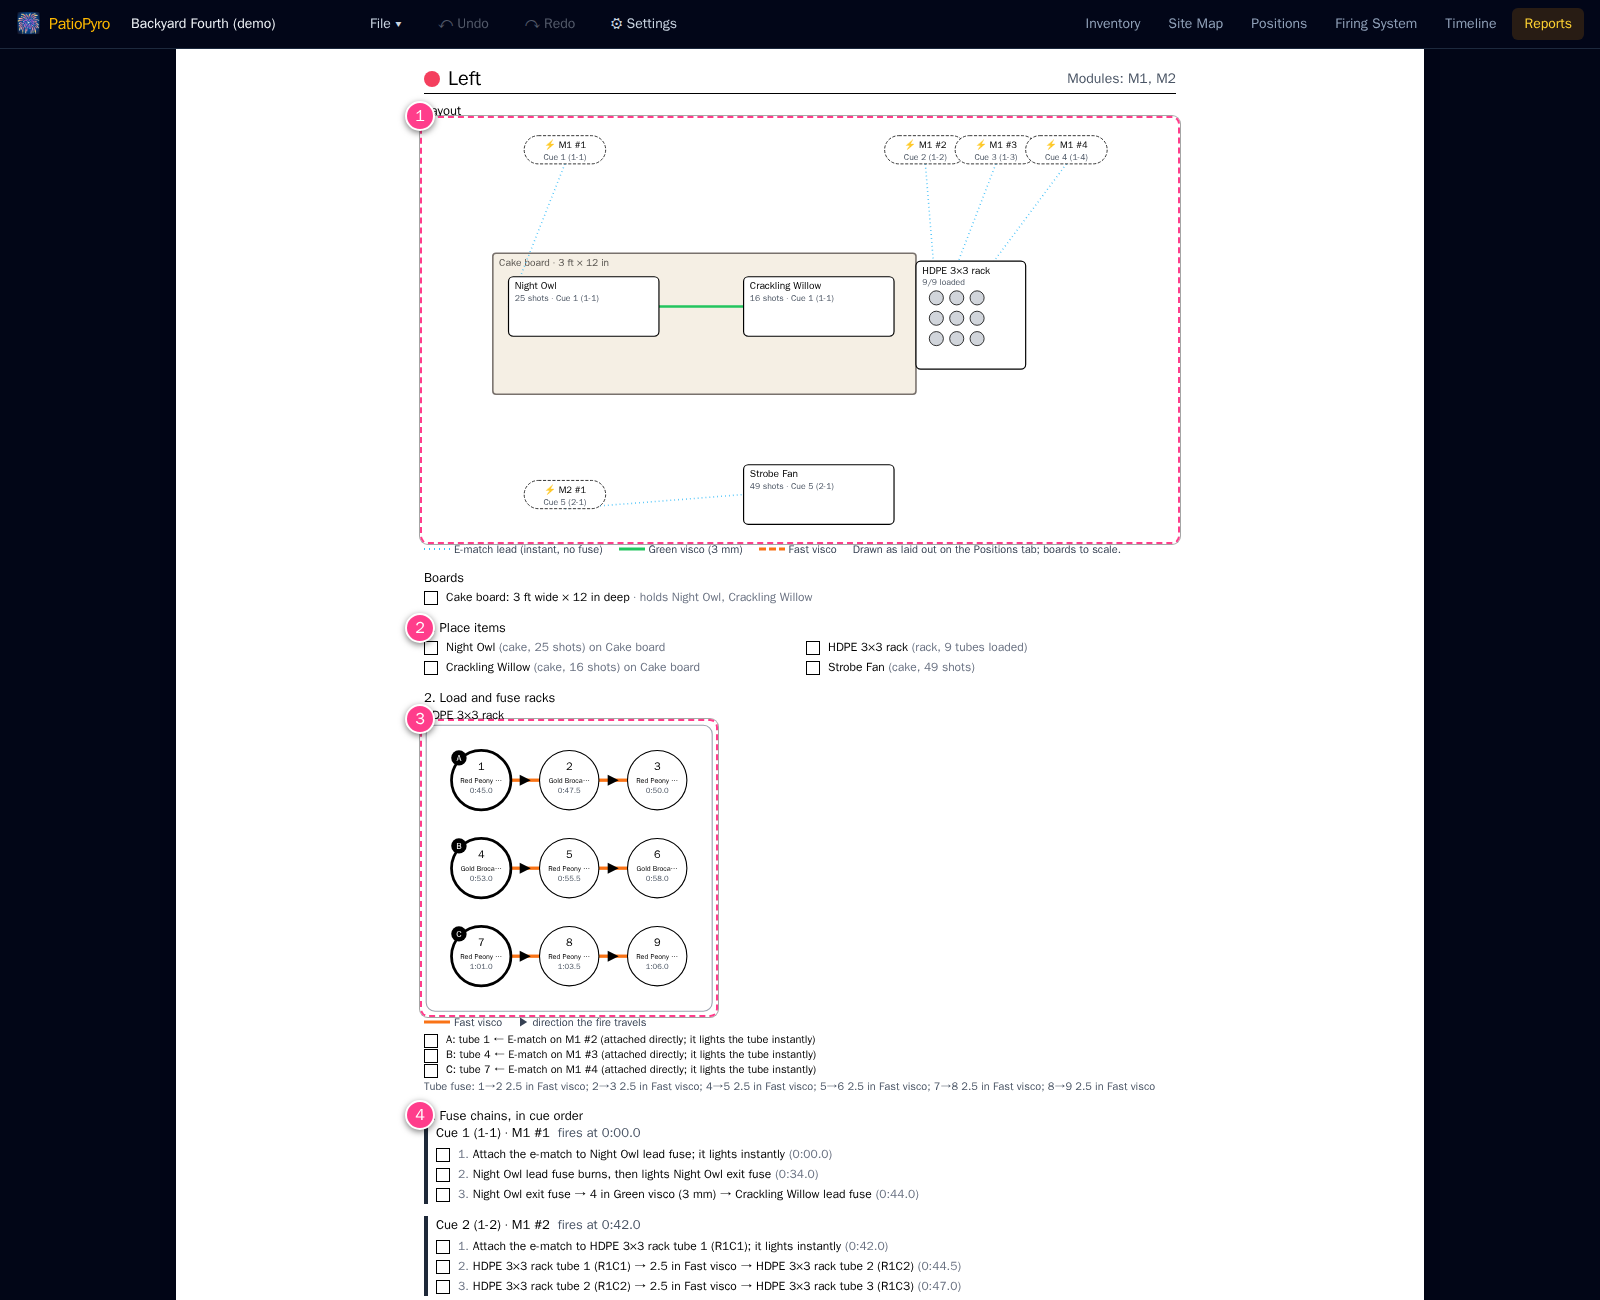 PatioPyro Backyard Fourth (demo) File ▾ Undo Redo Settings Inventory Site Map Positions Firing System Timeline Reports
Left Modules: M1, M2
ayout
1
⚡ M1 #1 ⚡ M1 #2 ⚡ M1 #3 ⚡ M1 #4
Cue 1 (1-1) Cue 2 (1-2) Cue 3 (1-3) Cue 4 (1-4)
Cake board · 3 ft × 12 in
HDPE 3×3 rack
9/9 loaded
Night Owl Crackling Willow
25 shots · Cue 1 (1-1) 16 shots · Cue 1 (1-1)
Strobe Fan
49 shots · Cue 5 (2-1)
⚡ M2 #1
Cue 5 (2-1)
E-match lead (instant, no fuse) Green visco (3 mm) Fast visco Drawn as laid out on the Positions tab; boards to scale.
Boards
Cake board: 3 ft wide × 12 in deep · holds Night Owl, Crackling Willow
2 Place items
Night Owl (cake, 25 shots) on Cake board HDPE 3×3 rack (rack, 9 tubes loaded)
Crackling Willow (cake, 16 shots) on Cake board Strobe Fan (cake, 49 shots)
2. Load and fuse racks
DPE 3×3 rack
3
A 1 2 3
Red Peony ··· Gold Broca··· Red Peony ···
0:45.0 0:47.5 0:50.0
B 4 5 6
Gold Broca··· Red Peony ··· Gold Broca···
0:53.0 0:55.5 0:58.0
C 7 8 9
Red Peony ··· Red Peony ··· Red Peony ···
1:01.0 1:03.5 1:06.0
Fast visco direction the fire travels
A: tube 1 ← E-match on M1 #2 (attached directly; it lights the tube instantly)
B: tube 4 ← E-match on M1 #3 (attached directly; it lights the tube instantly)
C: tube 7 ← E-match on M1 #4 (attached directly; it lights the tube instantly)
Tube fuse: 1→2 2.5 in Fast visco; 2→3 2.5 in Fast visco; 4→5 2.5 in Fast visco; 5→6 2.5 in Fast visco; 7→8 2.5 in Fast visco; 8→9 2.5 in Fast visco
4 Fuse chains, in cue order
Cue 1 (1-1) · M1 #1 fires at 0:00.0
1. Attach the e-match to Night Owl lead fuse; it lights instantly (0:00.0)
2. Night Owl lead fuse burns, then lights Night Owl exit fuse (0:34.0)
3. Night Owl exit fuse → 4 in Green visco (3 mm) → Crackling Willow lead fuse (0:44.0)
Cue 2 (1-2) · M1 #2 fires at 0:42.0
1. Attach the e-match to HDPE 3×3 rack tube 1 (R1C1); it lights instantly (0:42.0)
2. HDPE 3×3 rack tube 1 (R1C1) → 2.5 in Fast visco → HDPE 3×3 rack tube 2 (R1C2) (0:44.5)
3. HDPE 3×3 rack tube 2 (R1C2) → 2.5 in Fast visco → HDPE 3×3 rack tube 3 (R1C3) (0:47.0)